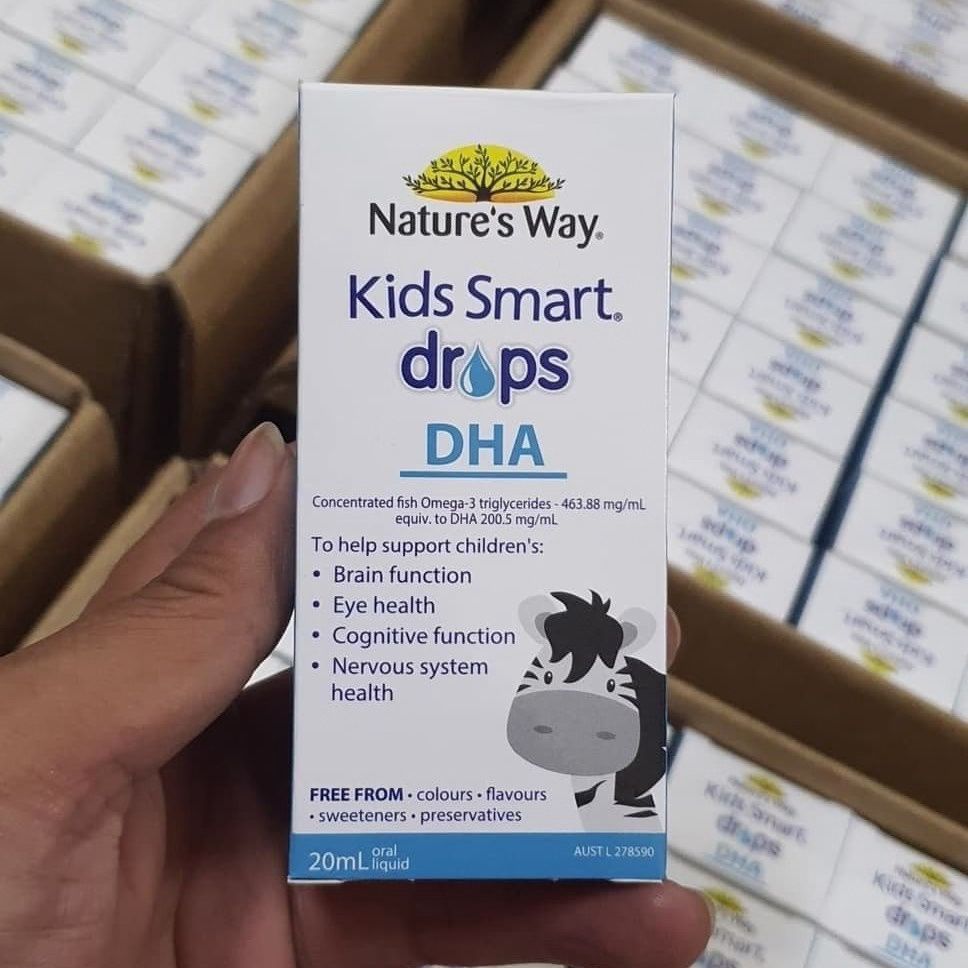 Nature's Way®
Kids Smart®
drops
DHA
Concentrated fish Omega-3 triglycerides - 463.88 mg/mL
equiv. to DHA 200.5 mg/mL
To help support children's:
• Brain function
• Eye health
• Cognitive function
• Nervous system
health
FREE FROM • colours • flavours
• sweeteners • preservatives
20mL oral
liquid
AUST L 278590
Kids Smart
drops
DHA
Kids Smart
drops
DHA